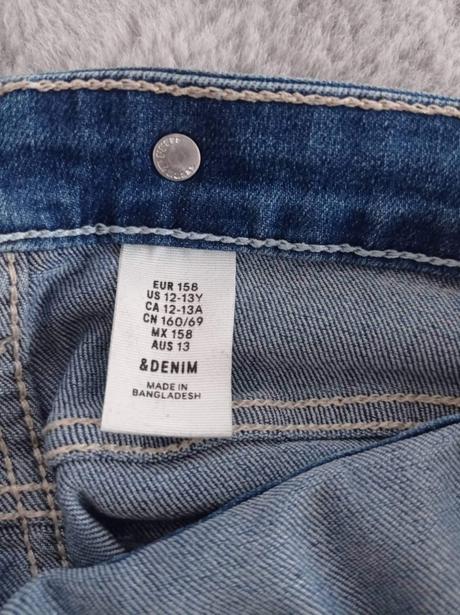 EUR 158
US 12-13Y
CA 12-13A
CN 160/69
MX 158
AUS 13
&DENIM
MADE IN
BANGLADESH